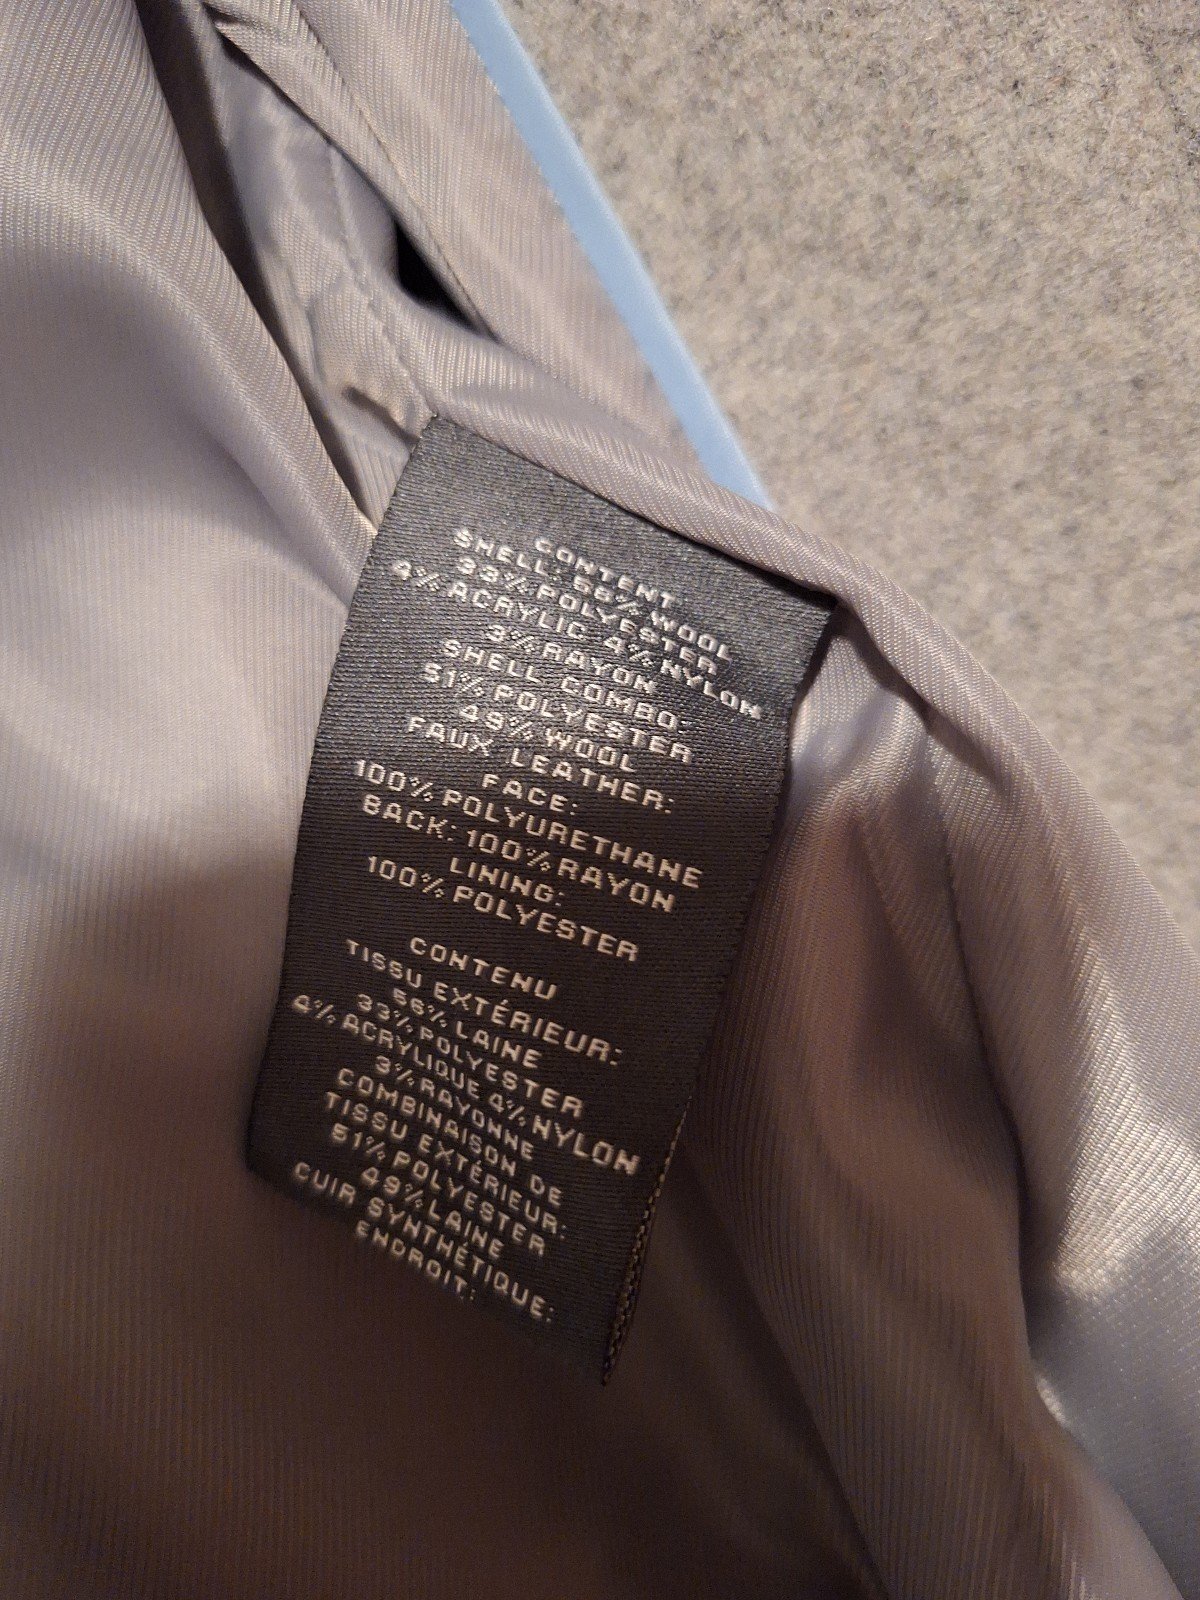 CONTENT
SHELL: 56% WOOL
33% POLYESTER
4% ACRYLIC 4% NYLON
3% RAYON
SHELL COMBO:
51% POLYESTER
49% WOOL
FAUX LEATHER:
FACE:
100% POLYURETHANE
BACK: 100% RAYON
LINING:
100% POLYESTER
CONTENU
TISSU EXTÉRIEUR:
56% LAINE
33% POLYESTER
4% ACRYLIQUE 4% NYLON
3% RAYONNE
COMBINAISON DE
TISSU EXTÉRIEUR:
51% POLYESTER
49% LAINE
CUIR SYNTHÉTIQUE:
ENDROIT: